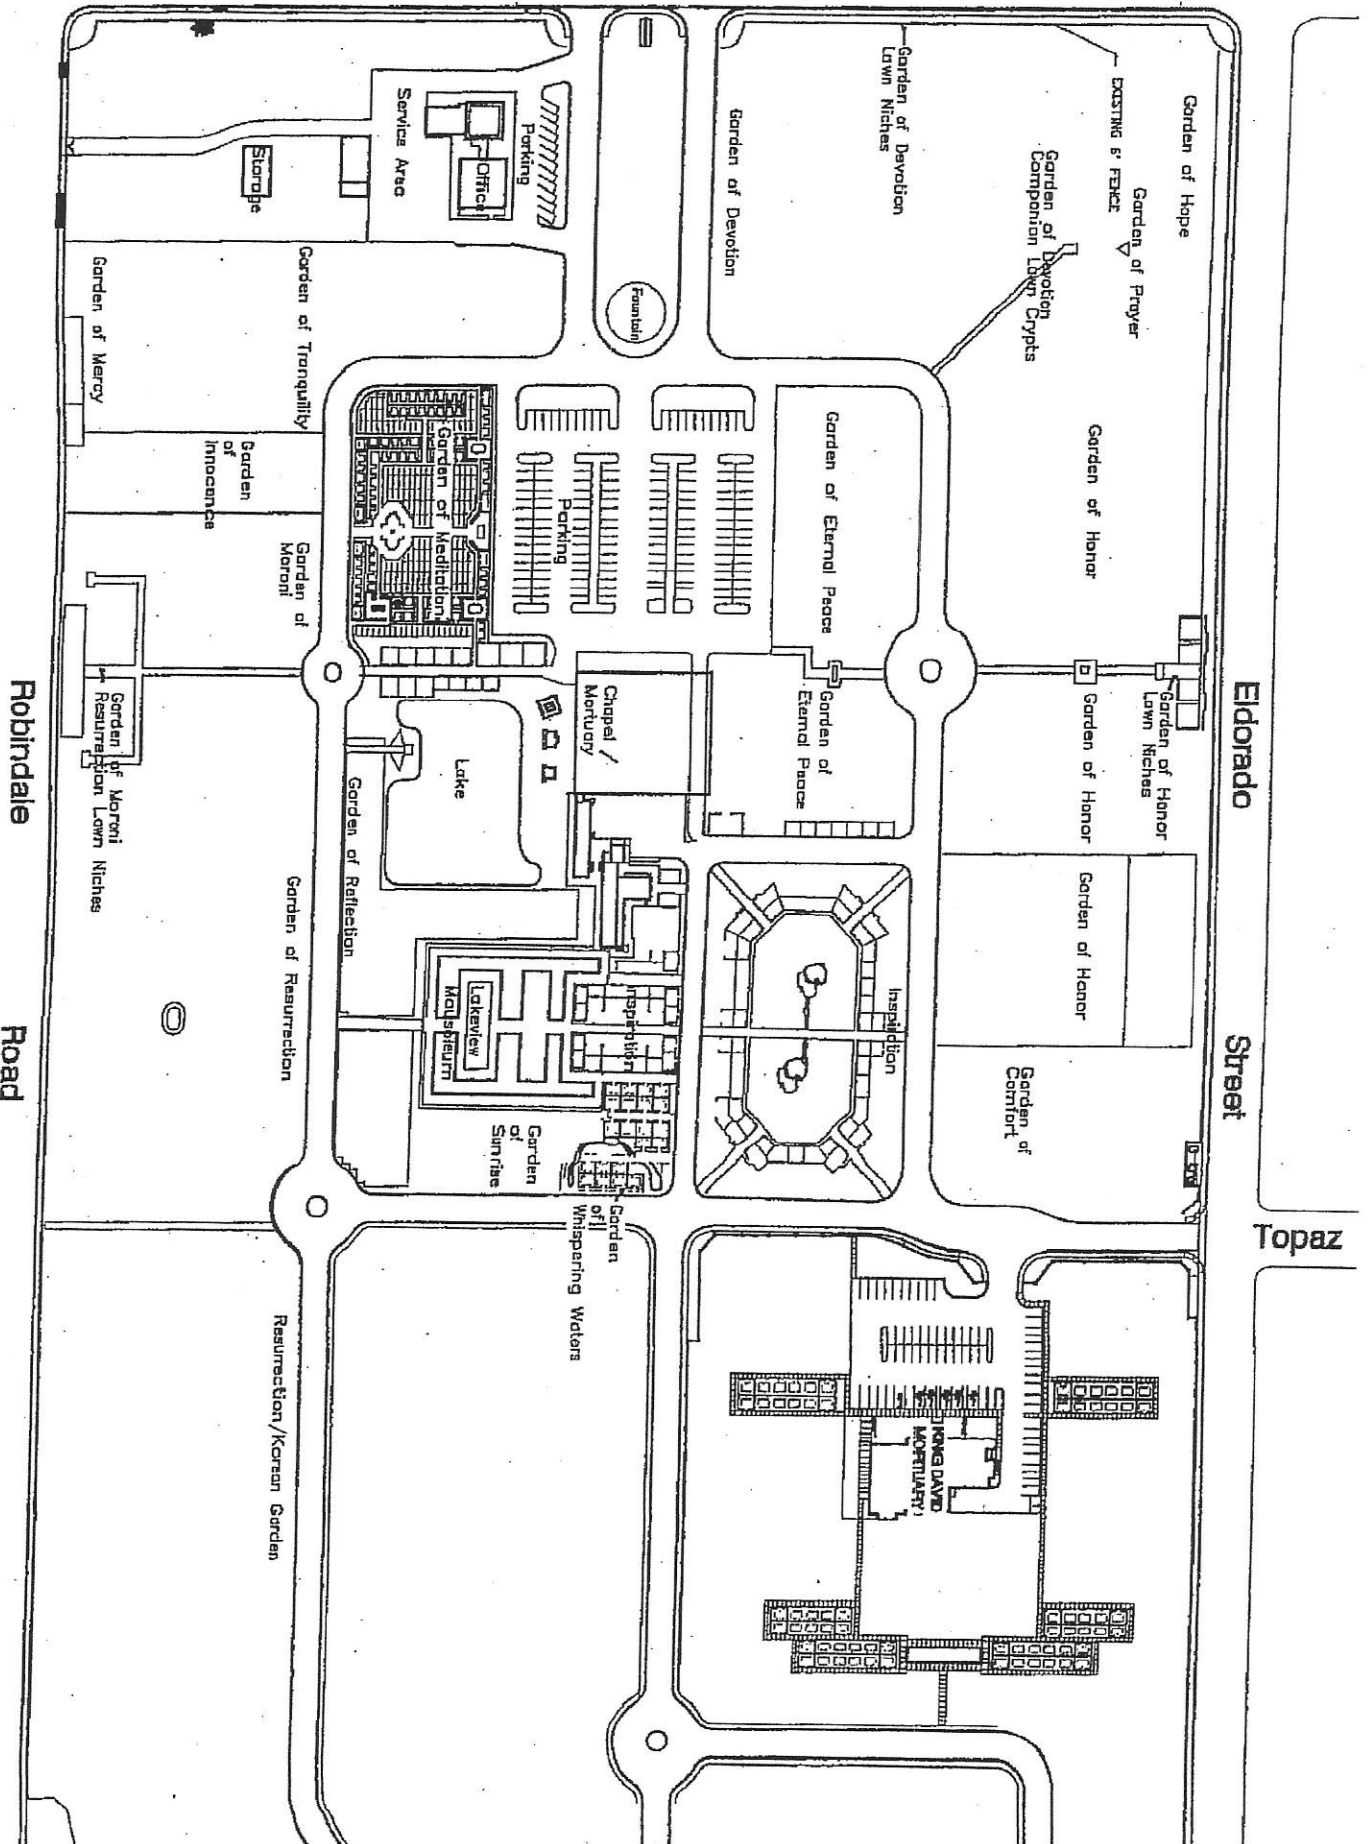 Eldorado Street
Topaz
Garden of Hope
EXISTING 6' FENCE
Garden of Prayer
Garden of Devotion
Companion Lawn Crypts
Garden of Devotion
Lawn Niches
Garden of Devotion
Garden of Honor
Garden of Honor
Lawn Niches
Garden of Honor
Garden of Honor
Garden of
Comfort
Garden of Eternal Peace
Garden of
Eternal Peace
Inspiration
KING DAVID
MORTUARY
Fountain
Parking
Office
Service Area
Storage
Parking
Chapel /
Mortuary
Garden of Meditation
Lake
Inspiration
Lakeview
Mausoleum
Garden
of
Sunrise
Garden
of
Whispering Waters
Garden of Reflection
Garden of Tranquility
Garden of Mercy
Garden
of
Innocence
Garden of
Moroni
Garden of Moroni
Resurrection Lawn Niches
Garden of Resurrection
Resurrection/Korean Garden
Robindale Road